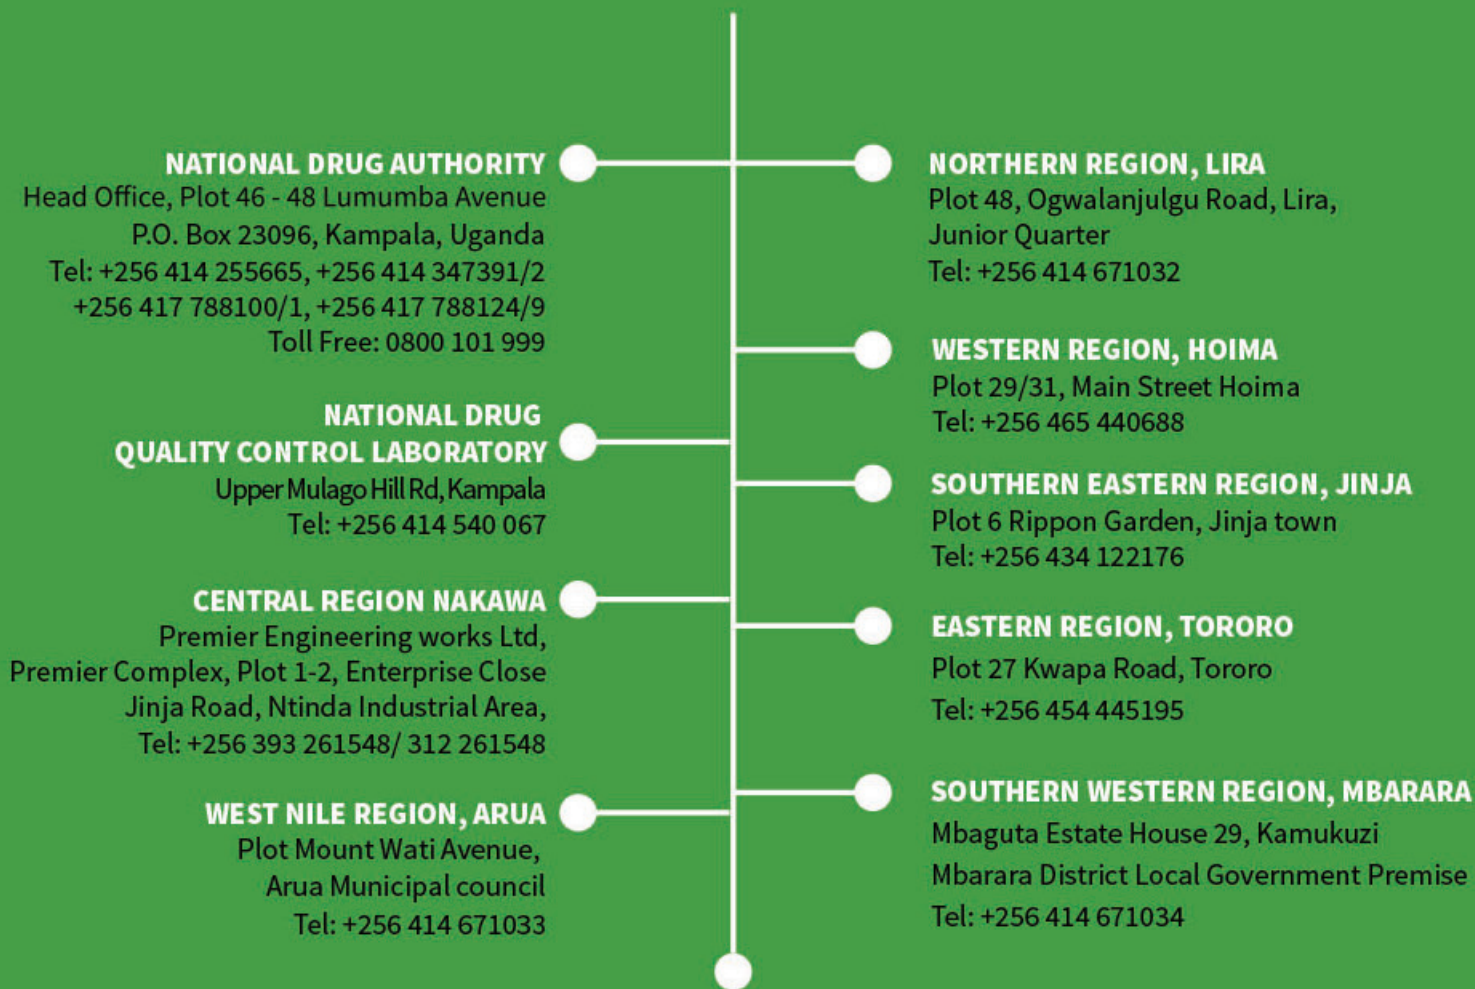 NATIONAL DRUG AUTHORITY
Head Office, Plot 46 - 48 Lumumba Avenue
P.O. Box 23096, Kampala, Uganda
Tel: +256 414 255665, +256 414 347391/2
+256 417 788100/1, +256 417 788124/9
Toll Free: 0800 101 999
NATIONAL DRUG
QUALITY CONTROL LABORATORY
Upper Mulago Hill Rd, Kampala
Tel: +256 414 540 067
CENTRAL REGION NAKAWA
Premier Engineering works Ltd,
Premier Complex, Plot 1-2, Enterprise Close
Jinja Road, Ntinda Industrial Area,
Tel: +256 393 261548/ 312 261548
WEST NILE REGION, ARUA
Plot Mount Wati Avenue,
Arua Municipal council
Tel: +256 414 671033
NORTHERN REGION, LIRA
Plot 48, Ogwalanjulgu Road, Lira,
Junior Quarter
Tel: +256 414 671032
WESTERN REGION, HOIMA
Plot 29/31, Main Street Hoima
Tel: +256 465 440688
SOUTHERN EASTERN REGION, JINJA
Plot 6 Rippon Garden, Jinja town
Tel: +256 434 122176
EASTERN REGION, TORORO
Plot 27 Kwapa Road, Tororo
Tel: +256 454 445195
SOUTHERN WESTERN REGION, MBARARA
Mbaguta Estate House 29, Kamukuzi
Mbarara District Local Government Premise
Tel: +256 414 671034